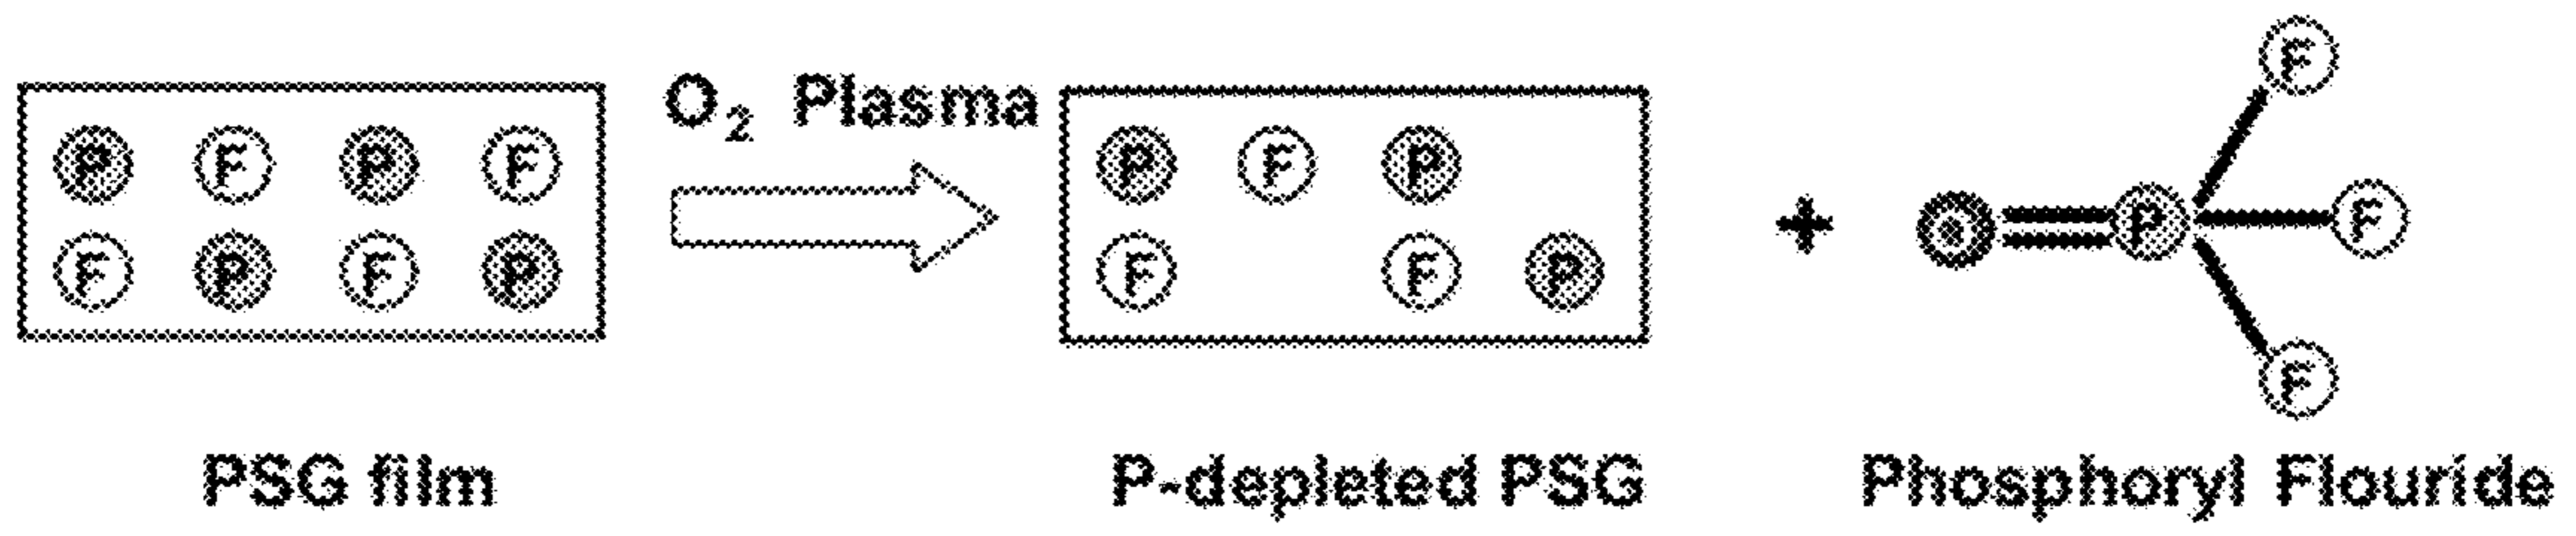 O₂ Plasma
P F P F
F P F P
P F P
F F P
+
O P F F F
PSG film
P-depleted PSG
Phosphoryl Flouride